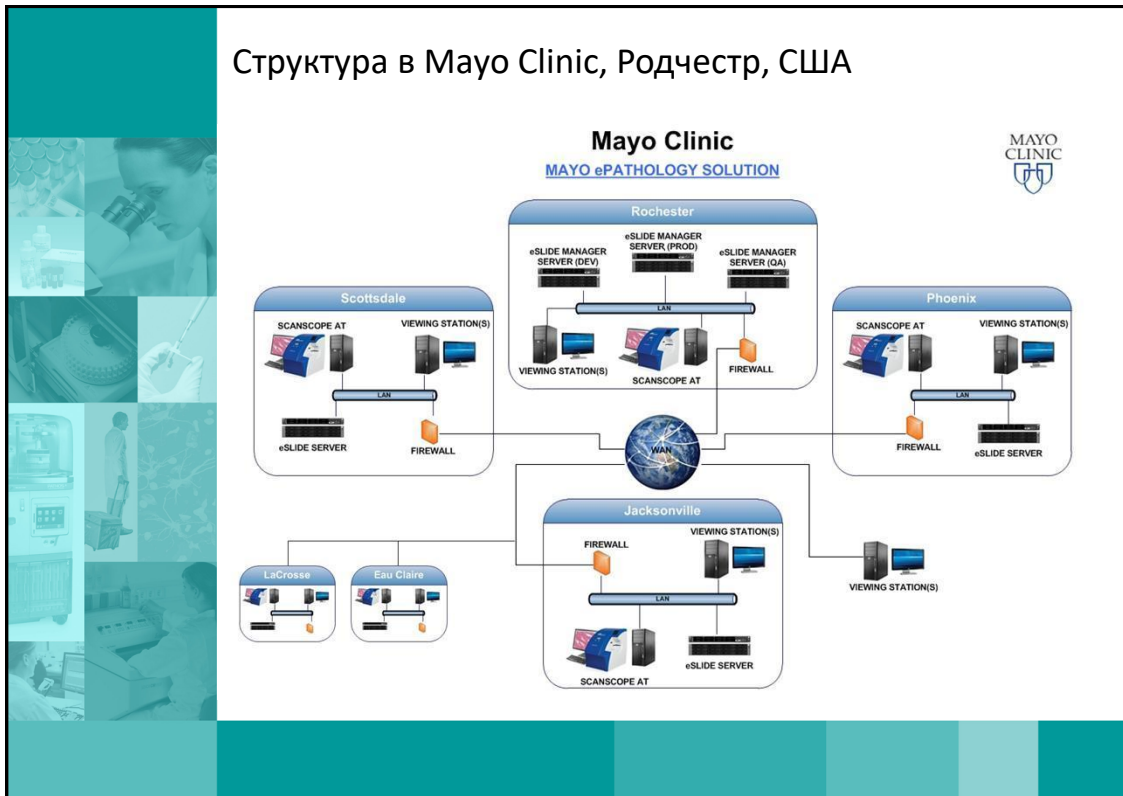 Структура в Mayo Clinic, Родчестр, США
Mayo Clinic
MAYO ePATHOLOGY SOLUTION
MAYO
CLINIC
Rochester
eSLIDE MANAGER
SERVER (DEV)
eSLIDE MANAGER
SERVER (PROD)
eSLIDE MANAGER
SERVER (QA)
LAN
VIEWING STATION(S)
SCANSCOPE AT
FIREWALL
Scottsdale
SCANSCOPE AT
VIEWING STATION(S)
LAN
eSLIDE SERVER
FIREWALL
Phoenix
SCANSCOPE AT
VIEWING STATION(S)
LAN
FIREWALL
eSLIDE SERVER
WAN
Jacksonville
FIREWALL
VIEWING STATION(S)
LAN
SCANSCOPE AT
eSLIDE SERVER
LaCrosse
Eau Claire
VIEWING STATION(S)